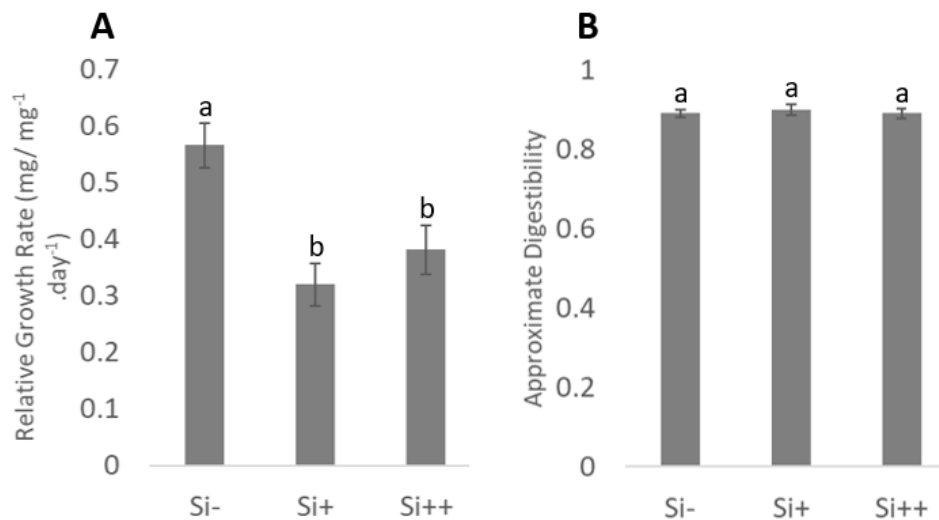 A
Relative Growth Rate (mg/ mg⁻¹
.day⁻¹)
0.7
0.6
0.5
0.4
0.3
0.2
0.1
0
a
b
b
Si-
Si+
Si++
B
Approximate Digestibility
1
0.8
0.6
0.4
0.2
0
a
a
a
Si-
Si+
Si++